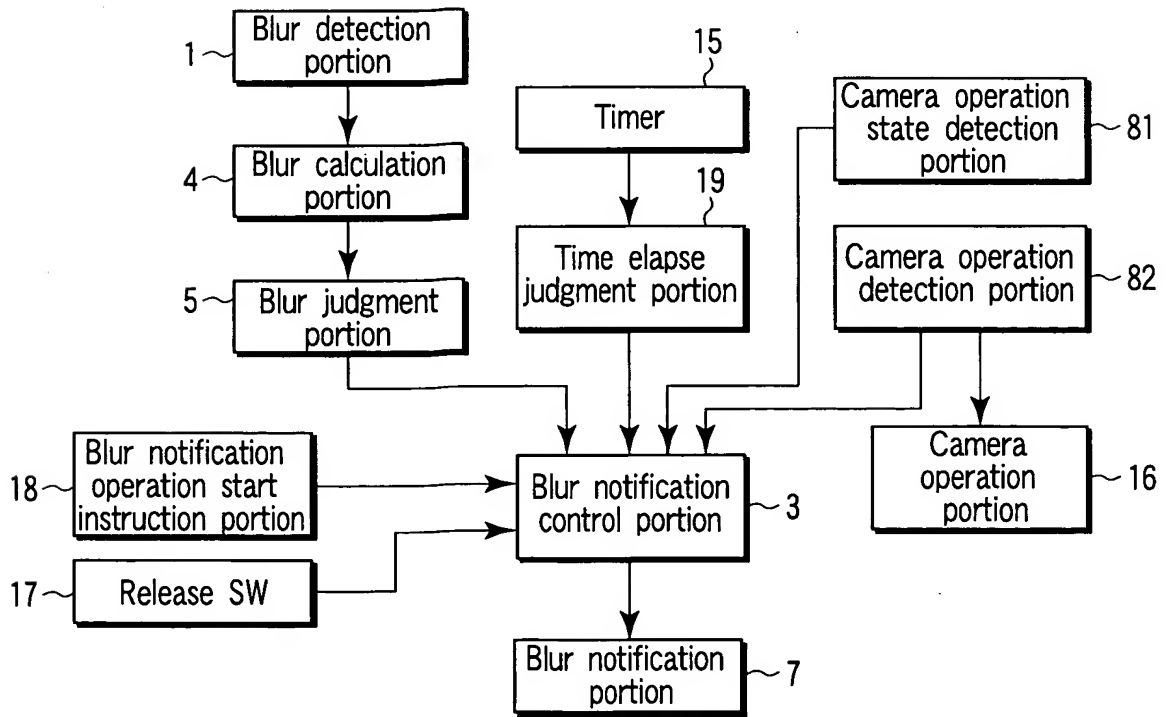 Blur detection
portion
1
15
Timer
Camera operation
state detection
portion
81
Blur calculation
portion
4
19
Time elapse
judgment portion
Camera operation
detection portion
82
Blur judgment
portion
5
Blur notification
operation start
instruction portion
18
Blur notification
control portion
3
Camera
operation
portion
16
Release SW
17
Blur notification
portion
7